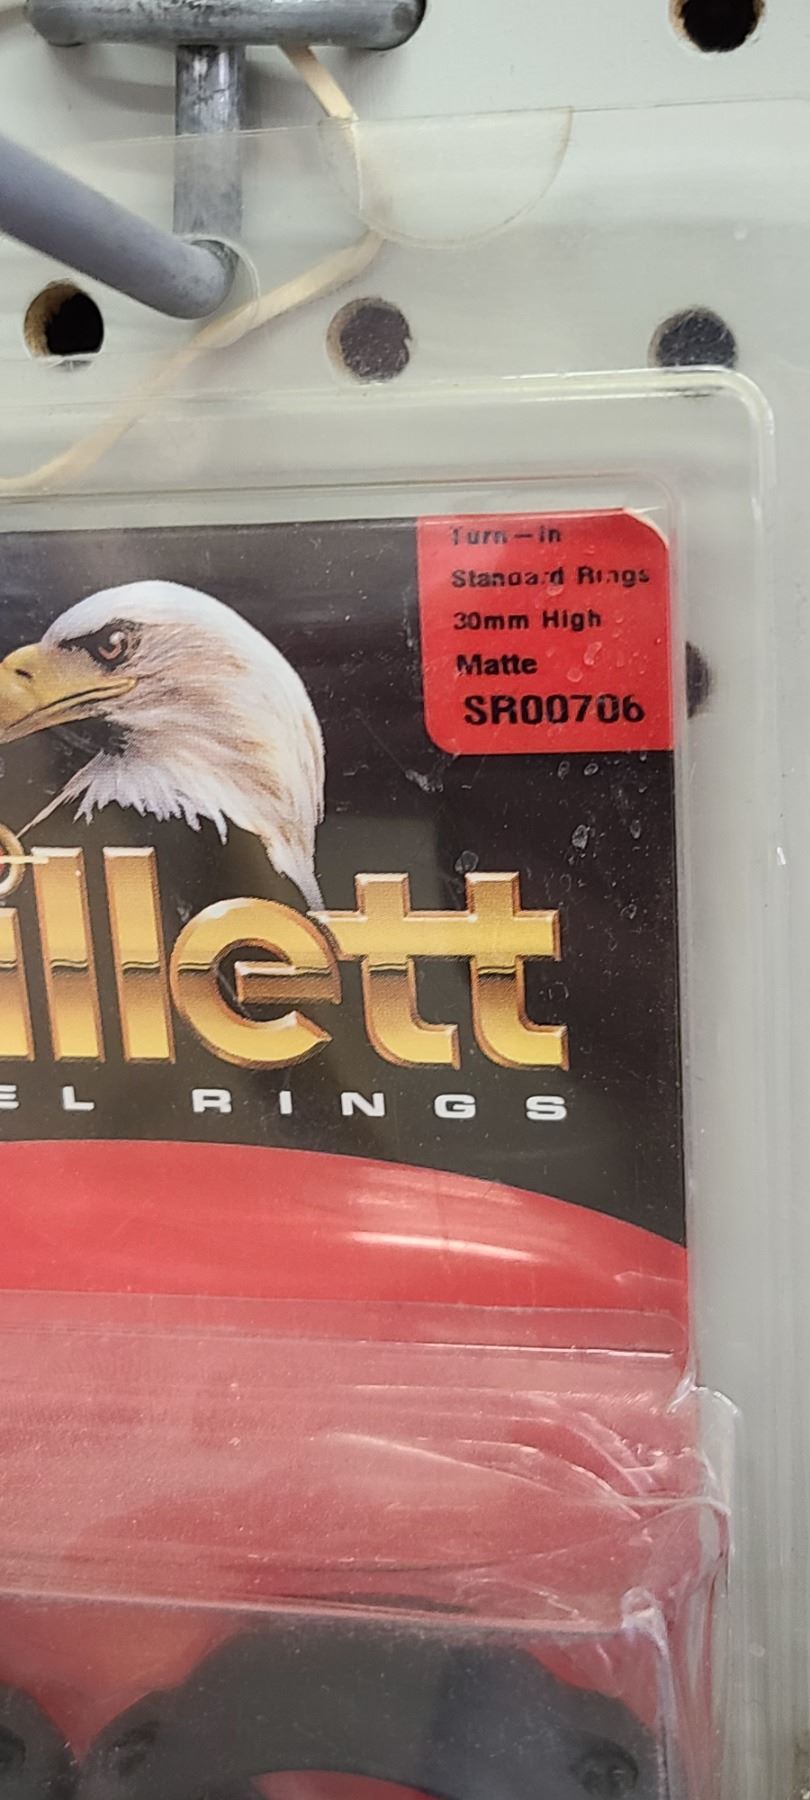 Turn-in
Standard Rings
30mm High
Matte
SR00706
illett
EL RINGS